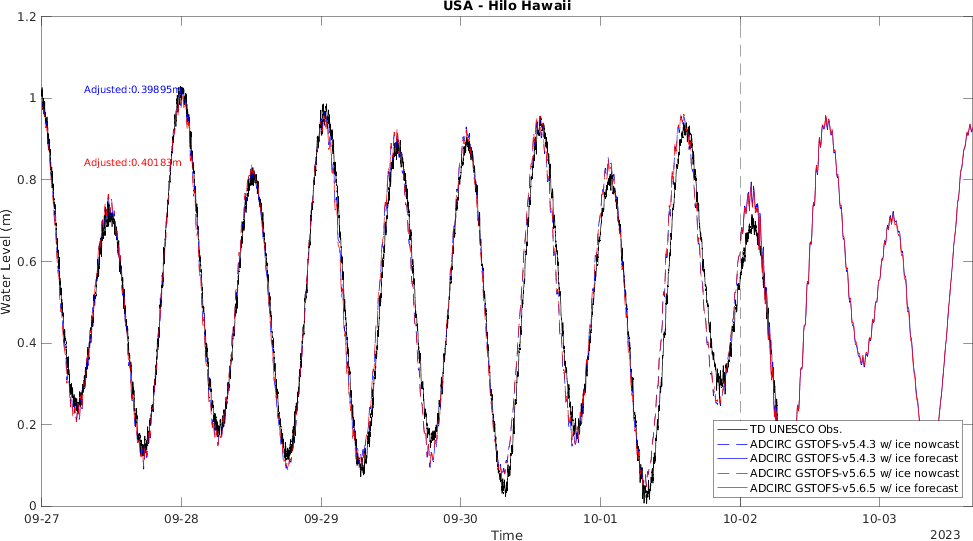 USA - Hilo Hawaii
1.2
1
0.8
0.6
0.4
0.2
0
Water Level (m)
Adjusted:0.39895m
Adjusted:0.40183m
TD UNESCO Obs.
ADCIRC GSTOFS-v5.4.3 w/ ice nowcast
ADCIRC GSTOFS-v5.4.3 w/ ice forecast
ADCIRC GSTOFS-v5.6.5 w/ ice nowcast
ADCIRC GSTOFS-v5.6.5 w/ ice forecast
09-27 09-28 09-29 09-30 10-01 10-02 10-03
Time
2023